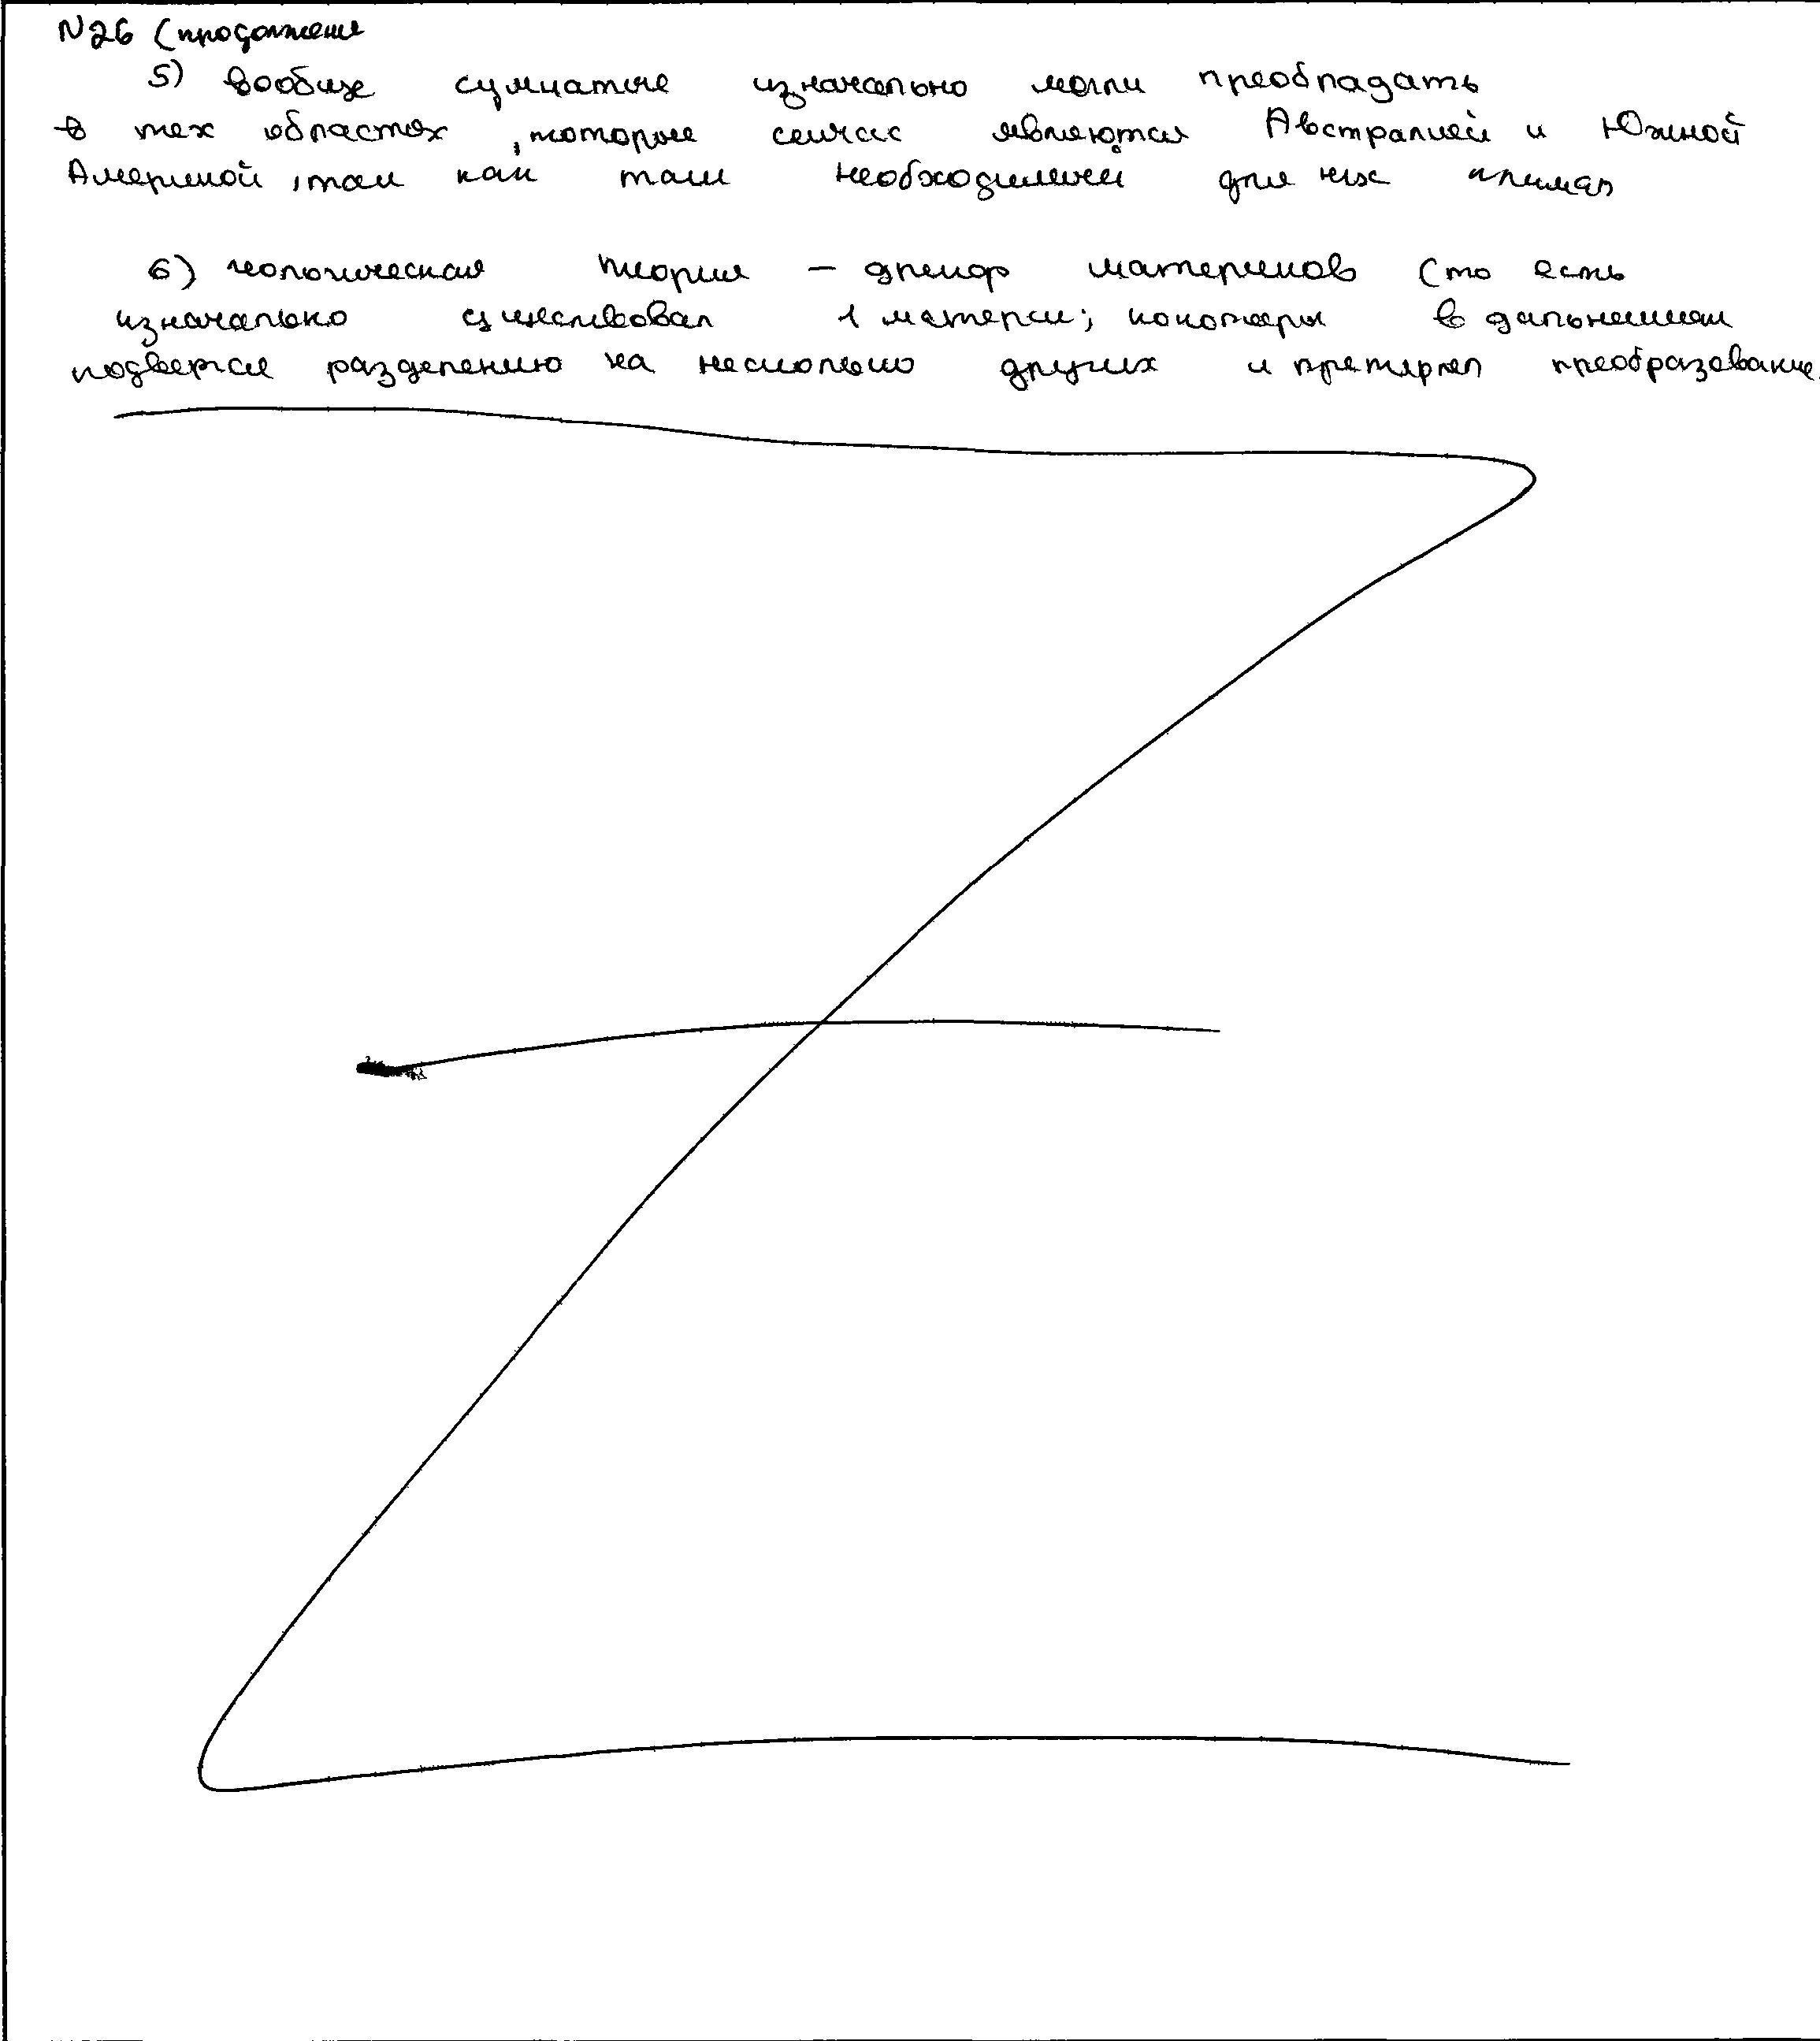 N26 (продолжение
5) вообще сумчатые изначально могли преобладать
в тех областях, которые сейчас являются Австралией и Южной
Америкой, так как там необходимый для них климат
6) геологическая теория – дрейф материков (то есть
изначально существовал 1 материк; который в дальнейшем
подвергся разделению на несколько других и претерпел преобразование.